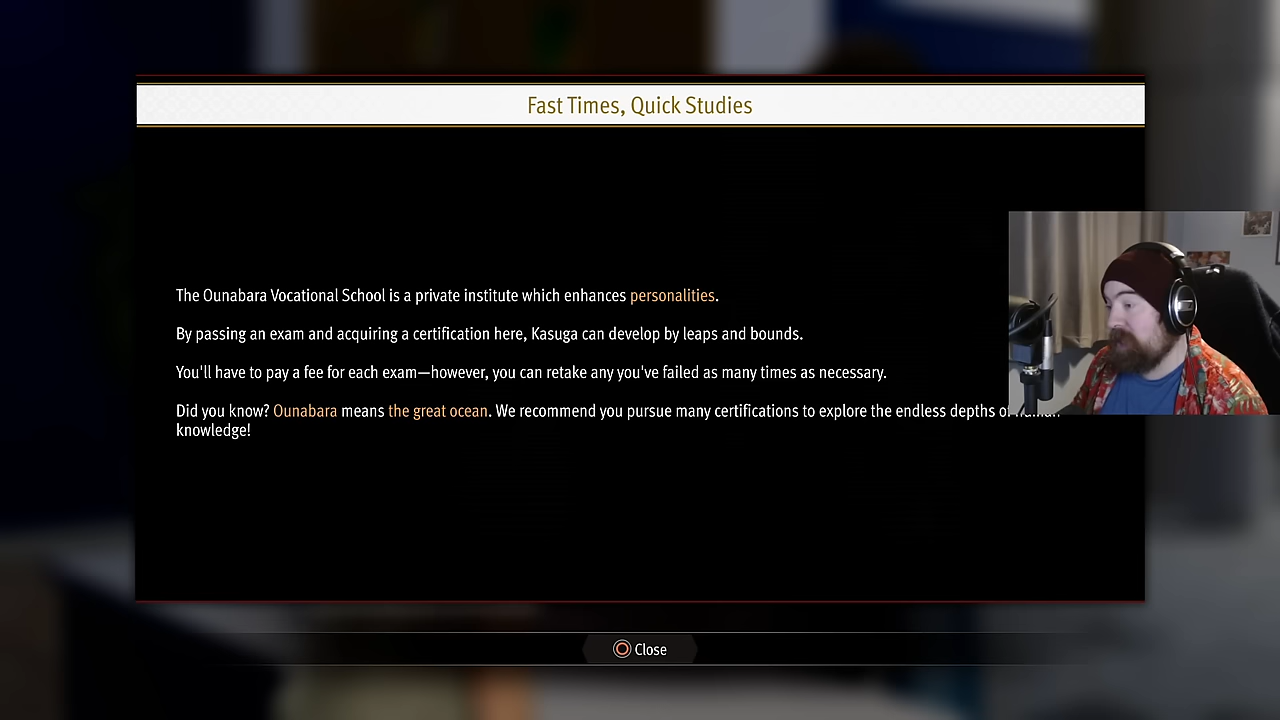 Fast Times, Quick Studies
The Ounabara Vocational School is a private institute which enhances personalities.
By passing an exam and acquiring a certification here, Kasuga can develop by leaps and bounds.
You'll have to pay a fee for each exam—however, you can retake any you've failed as many times as necessary.
Did you know? Ounabara means the great ocean. We recommend you pursue many certifications to explore the endless depths of human
knowledge!
Close